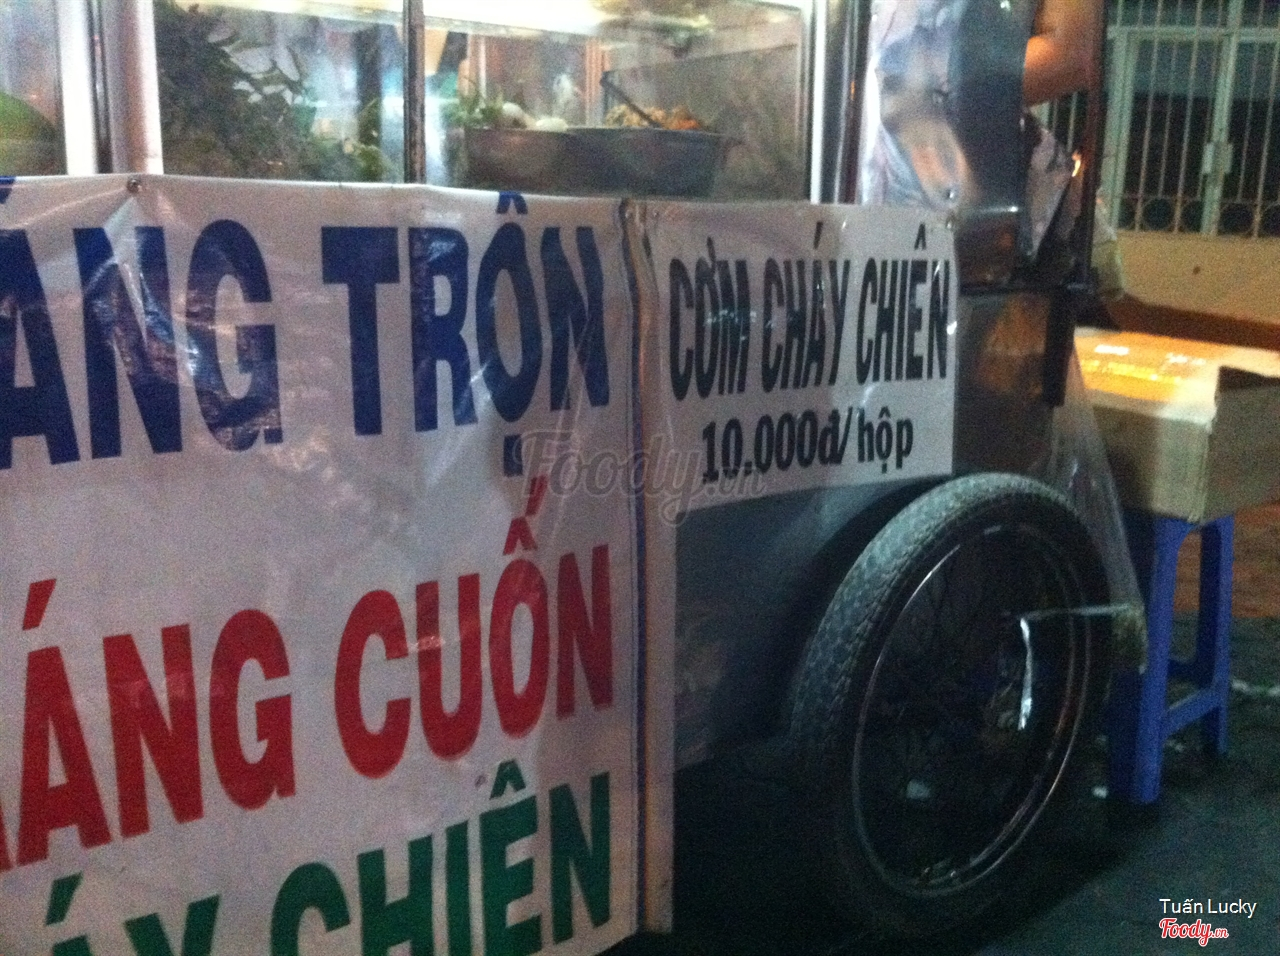 ÁNG TRỘN
ÁNG CUỐN
ÁY CHIÊN
CƠM CHÁY CHIÊN
10.000đ/hộp
Foody.vn
Tuấn Lucky
Foody.vn